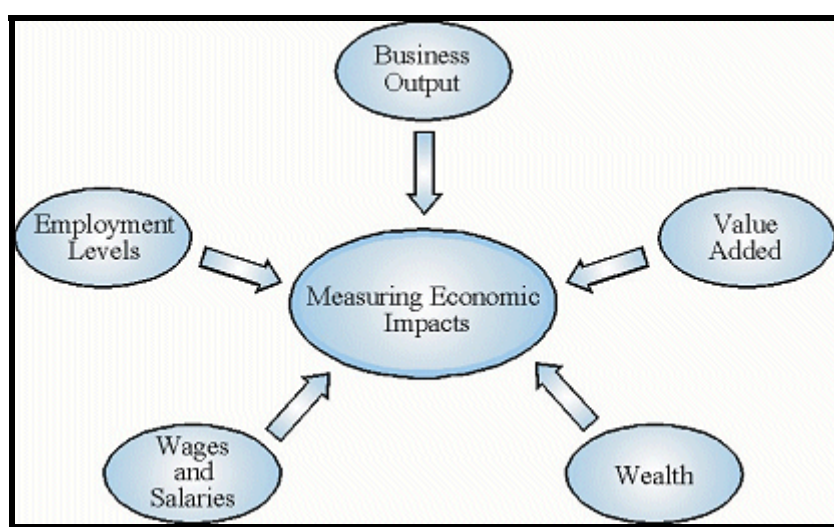 Business
Output
Employment
Levels
Value
Added
Measuring Economic
Impacts
Wages
and
Salaries
Wealth